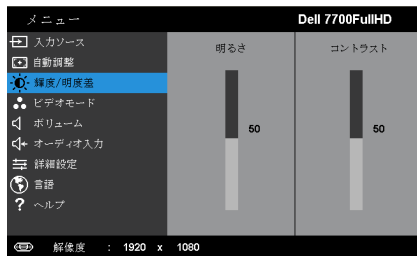 メニュー
Dell 7700FullHD
入力ソース
自動調整
輝度/明度差
ビデオモード
ボリューム
オーディオ入力
詳細設定
言語
? ヘルプ
明るさ
50
コントラスト
50
解像度 : 1920 x 1080